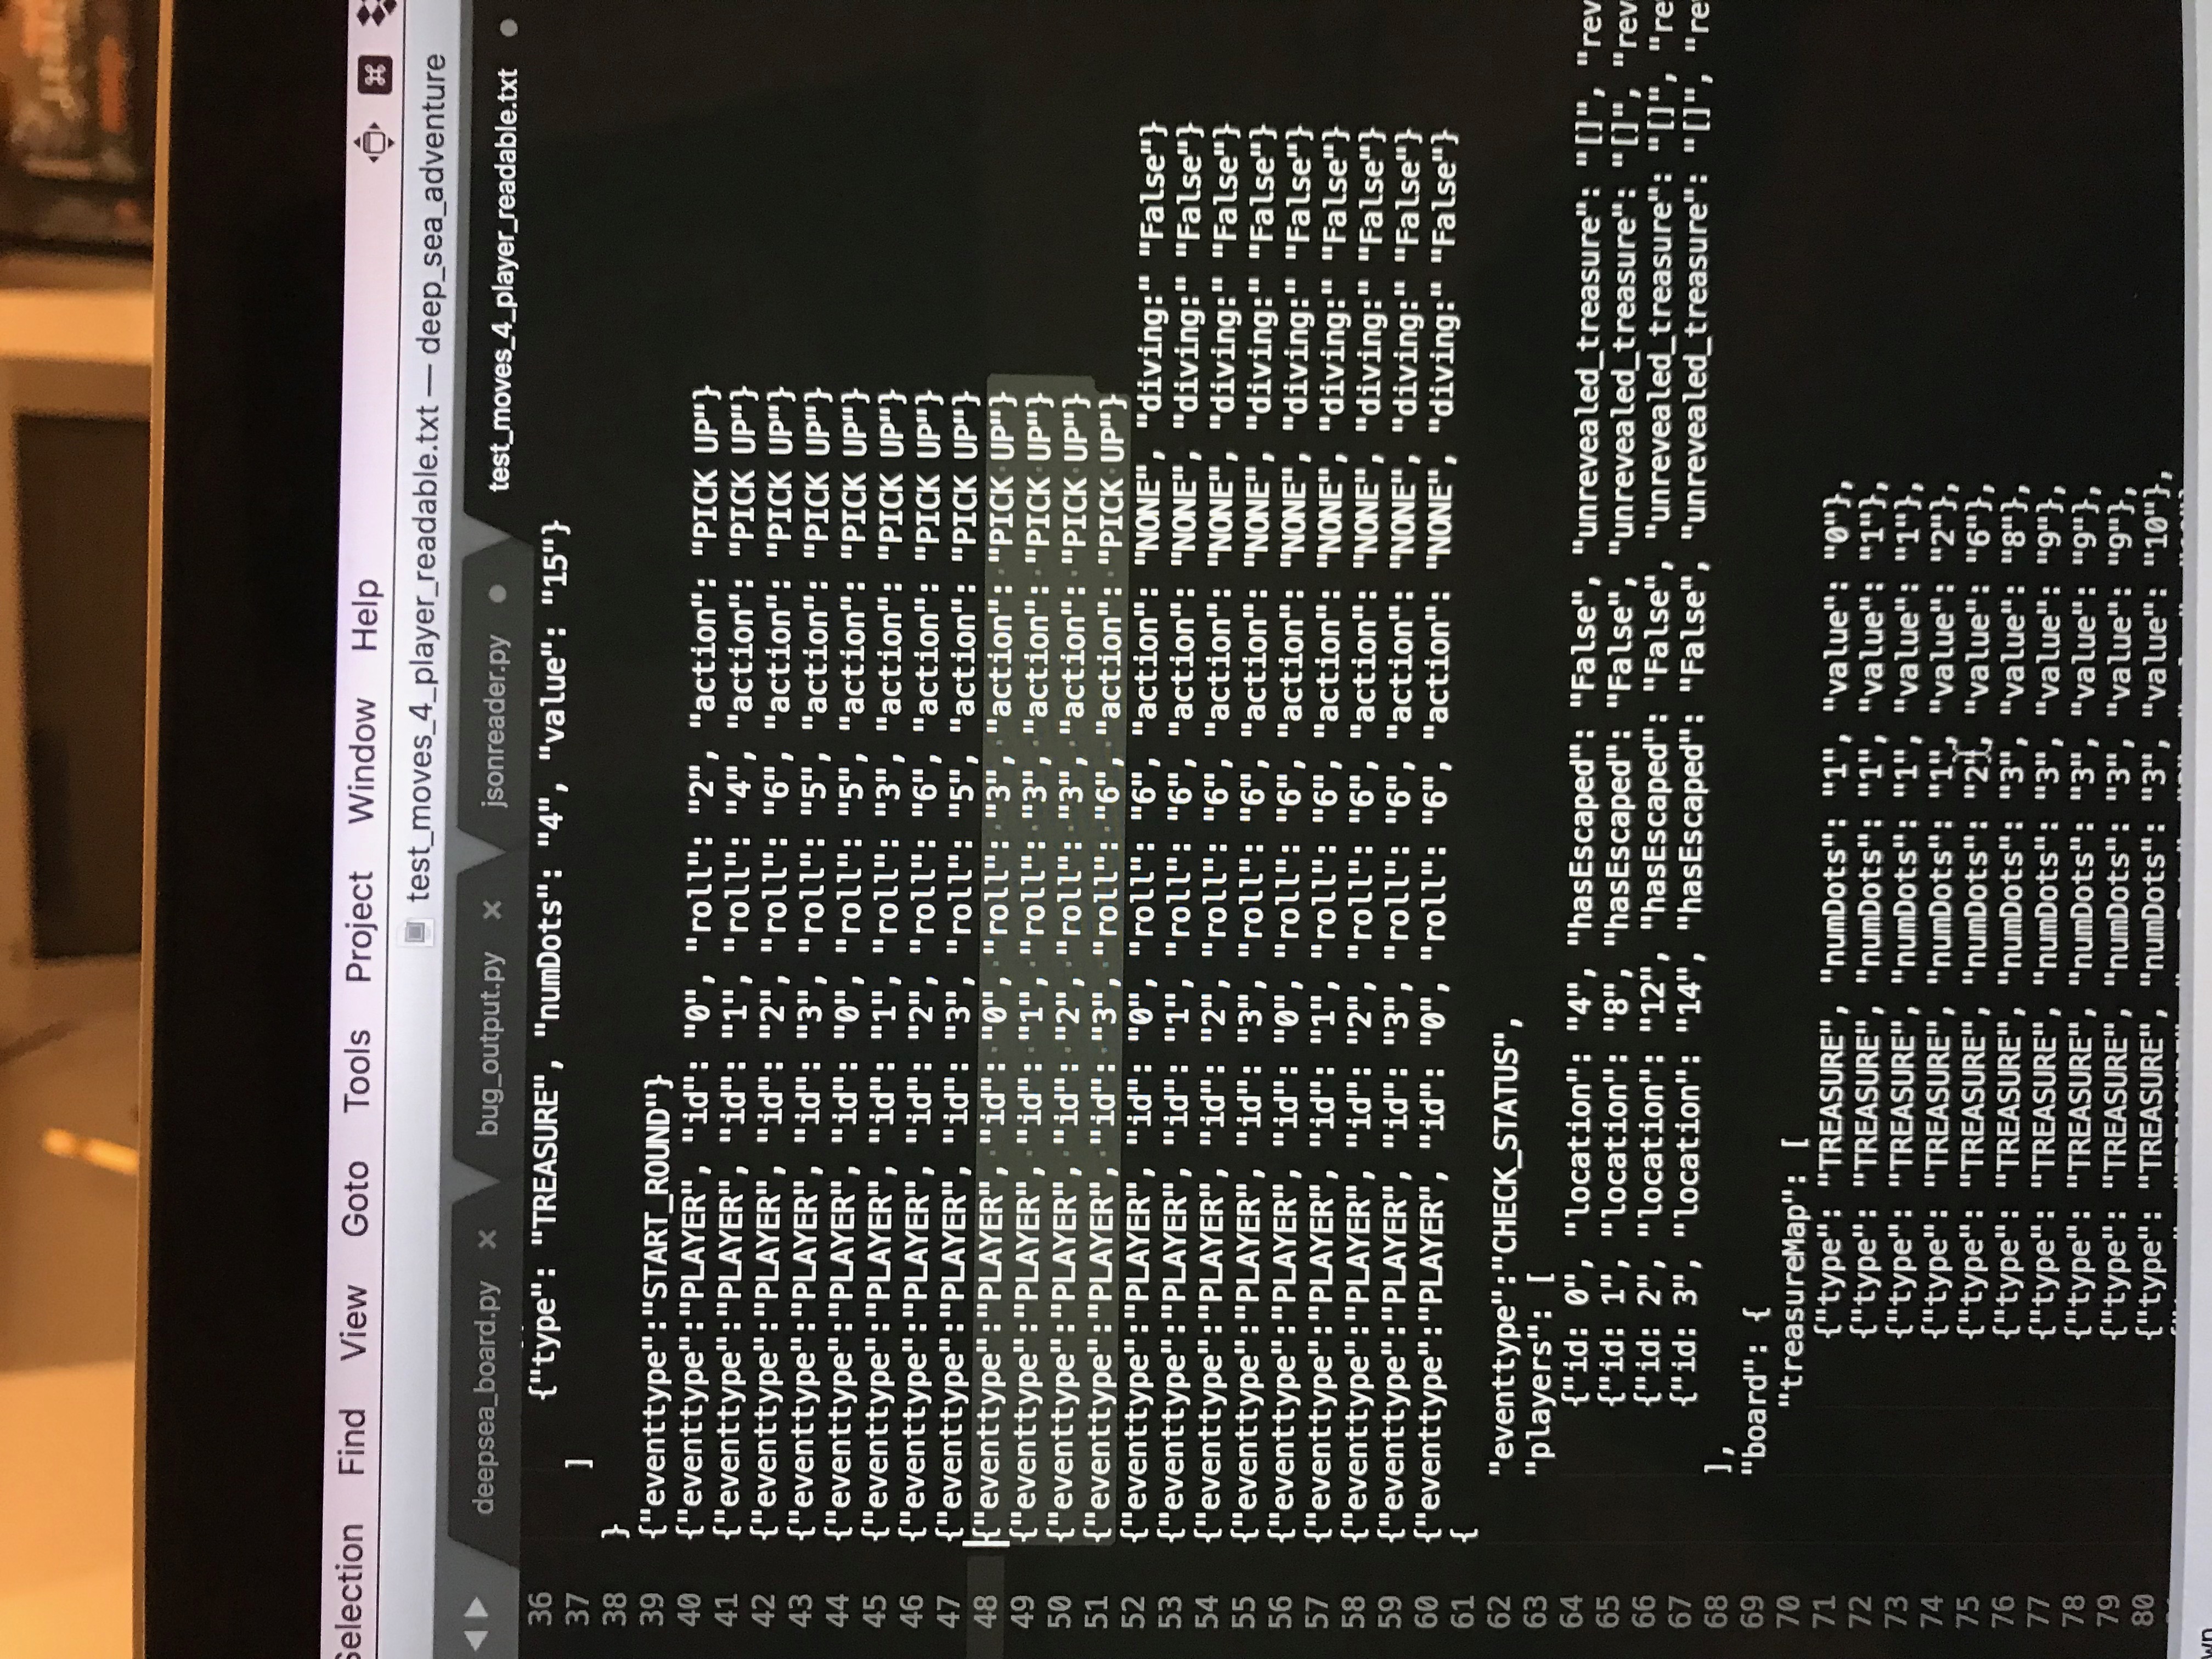 Selection Find View Goto Tools Project Window Help
test_moves_4_player_readable.txt — deep_sea_adventure
deepsea_board.py × bug_output.py × jsonreader.py test_moves_4_player_readable.txt
36 {"type": "TREASURE", "numDots": "4", "value": "15"}
37 ]
38 }
39 {"eventtype":"START_ROUND"}
40 {"eventtype":"PLAYER", "id": "0", "roll": "2", "action": "PICK UP"}
41 {"eventtype":"PLAYER", "id": "1", "roll": "4", "action": "PICK UP"}
42 {"eventtype":"PLAYER", "id": "2", "roll": "6", "action": "PICK UP"}
43 {"eventtype":"PLAYER", "id": "3", "roll": "5", "action": "PICK UP"}
44 {"eventtype":"PLAYER", "id": "0", "roll": "5", "action": "PICK UP"}
45 {"eventtype":"PLAYER", "id": "1", "roll": "3", "action": "PICK UP"}
46 {"eventtype":"PLAYER", "id": "2", "roll": "6", "action": "PICK UP"}
47 {"eventtype":"PLAYER", "id": "3", "roll": "5", "action": "PICK UP"}
48 {"eventtype":"PLAYER", "id": "0", "roll": "3", "action": "PICK UP"}
49 {"eventtype":"PLAYER", "id": "1", "roll": "3", "action": "PICK UP"}
50 {"eventtype":"PLAYER", "id": "2", "roll": "3", "action": "PICK UP"}
51 {"eventtype":"PLAYER", "id": "3", "roll": "6", "action": "PICK UP"}
52 {"eventtype":"PLAYER", "id": "0", "roll": "6", "action": "NONE", "diving:" "False"}
53 {"eventtype":"PLAYER", "id": "1", "roll": "6", "action": "NONE", "diving:" "False"}
54 {"eventtype":"PLAYER", "id": "2", "roll": "6", "action": "NONE", "diving:" "False"}
55 {"eventtype":"PLAYER", "id": "3", "roll": "6", "action": "NONE", "diving:" "False"}
56 {"eventtype":"PLAYER", "id": "0", "roll": "6", "action": "NONE", "diving:" "False"}
57 {"eventtype":"PLAYER", "id": "1", "roll": "6", "action": "NONE", "diving:" "False"}
58 {"eventtype":"PLAYER", "id": "2", "roll": "6", "action": "NONE", "diving:" "False"}
59 {"eventtype":"PLAYER", "id": "3", "roll": "6", "action": "NONE", "diving:" "False"}
60 {"eventtype":"PLAYER", "id": "0", "roll": "6", "action": "NONE", "diving:" "False"}
61 {
62 "eventtype":"CHECK_STATUS",
63 "players": [
64 {"id: 0", "location": "4", "hasEscaped": "False", "unrevealed_treasure": "[]", "rev
65 {"id: 1", "location": "8", "hasEscaped": "False", "unrevealed_treasure": "[]", "rev
66 {"id: 2", "location": "12", "hasEscaped": "False", "unrevealed_treasure": "[]", "re
67 {"id: 3", "location": "14", "hasEscaped": "False", "unrevealed_treasure": "[]", "re
68 ],
69 "board": {
70 "treasureMap": [
71 {"type": "TREASURE", "numDots": "1", "value": "0"},
72 {"type": "TREASURE", "numDots": "1", "value": "1"},
73 {"type": "TREASURE", "numDots": "1", "value": "1"},
74 {"type": "TREASURE", "numDots": "1", "value": "2"},
75 {"type": "TREASURE", "numDots": "2", "value": "6"},
76 {"type": "TREASURE", "numDots": "3", "value": "8"},
77 {"type": "TREASURE", "numDots": "3", "value": "9"},
78 {"type": "TREASURE", "numDots": "3", "value": "9"},
79 {"type": "TREASURE", "numDots": "3", "value": "9"},
80 {"type": "TREASURE", "numDots": "3", "value": "10"},